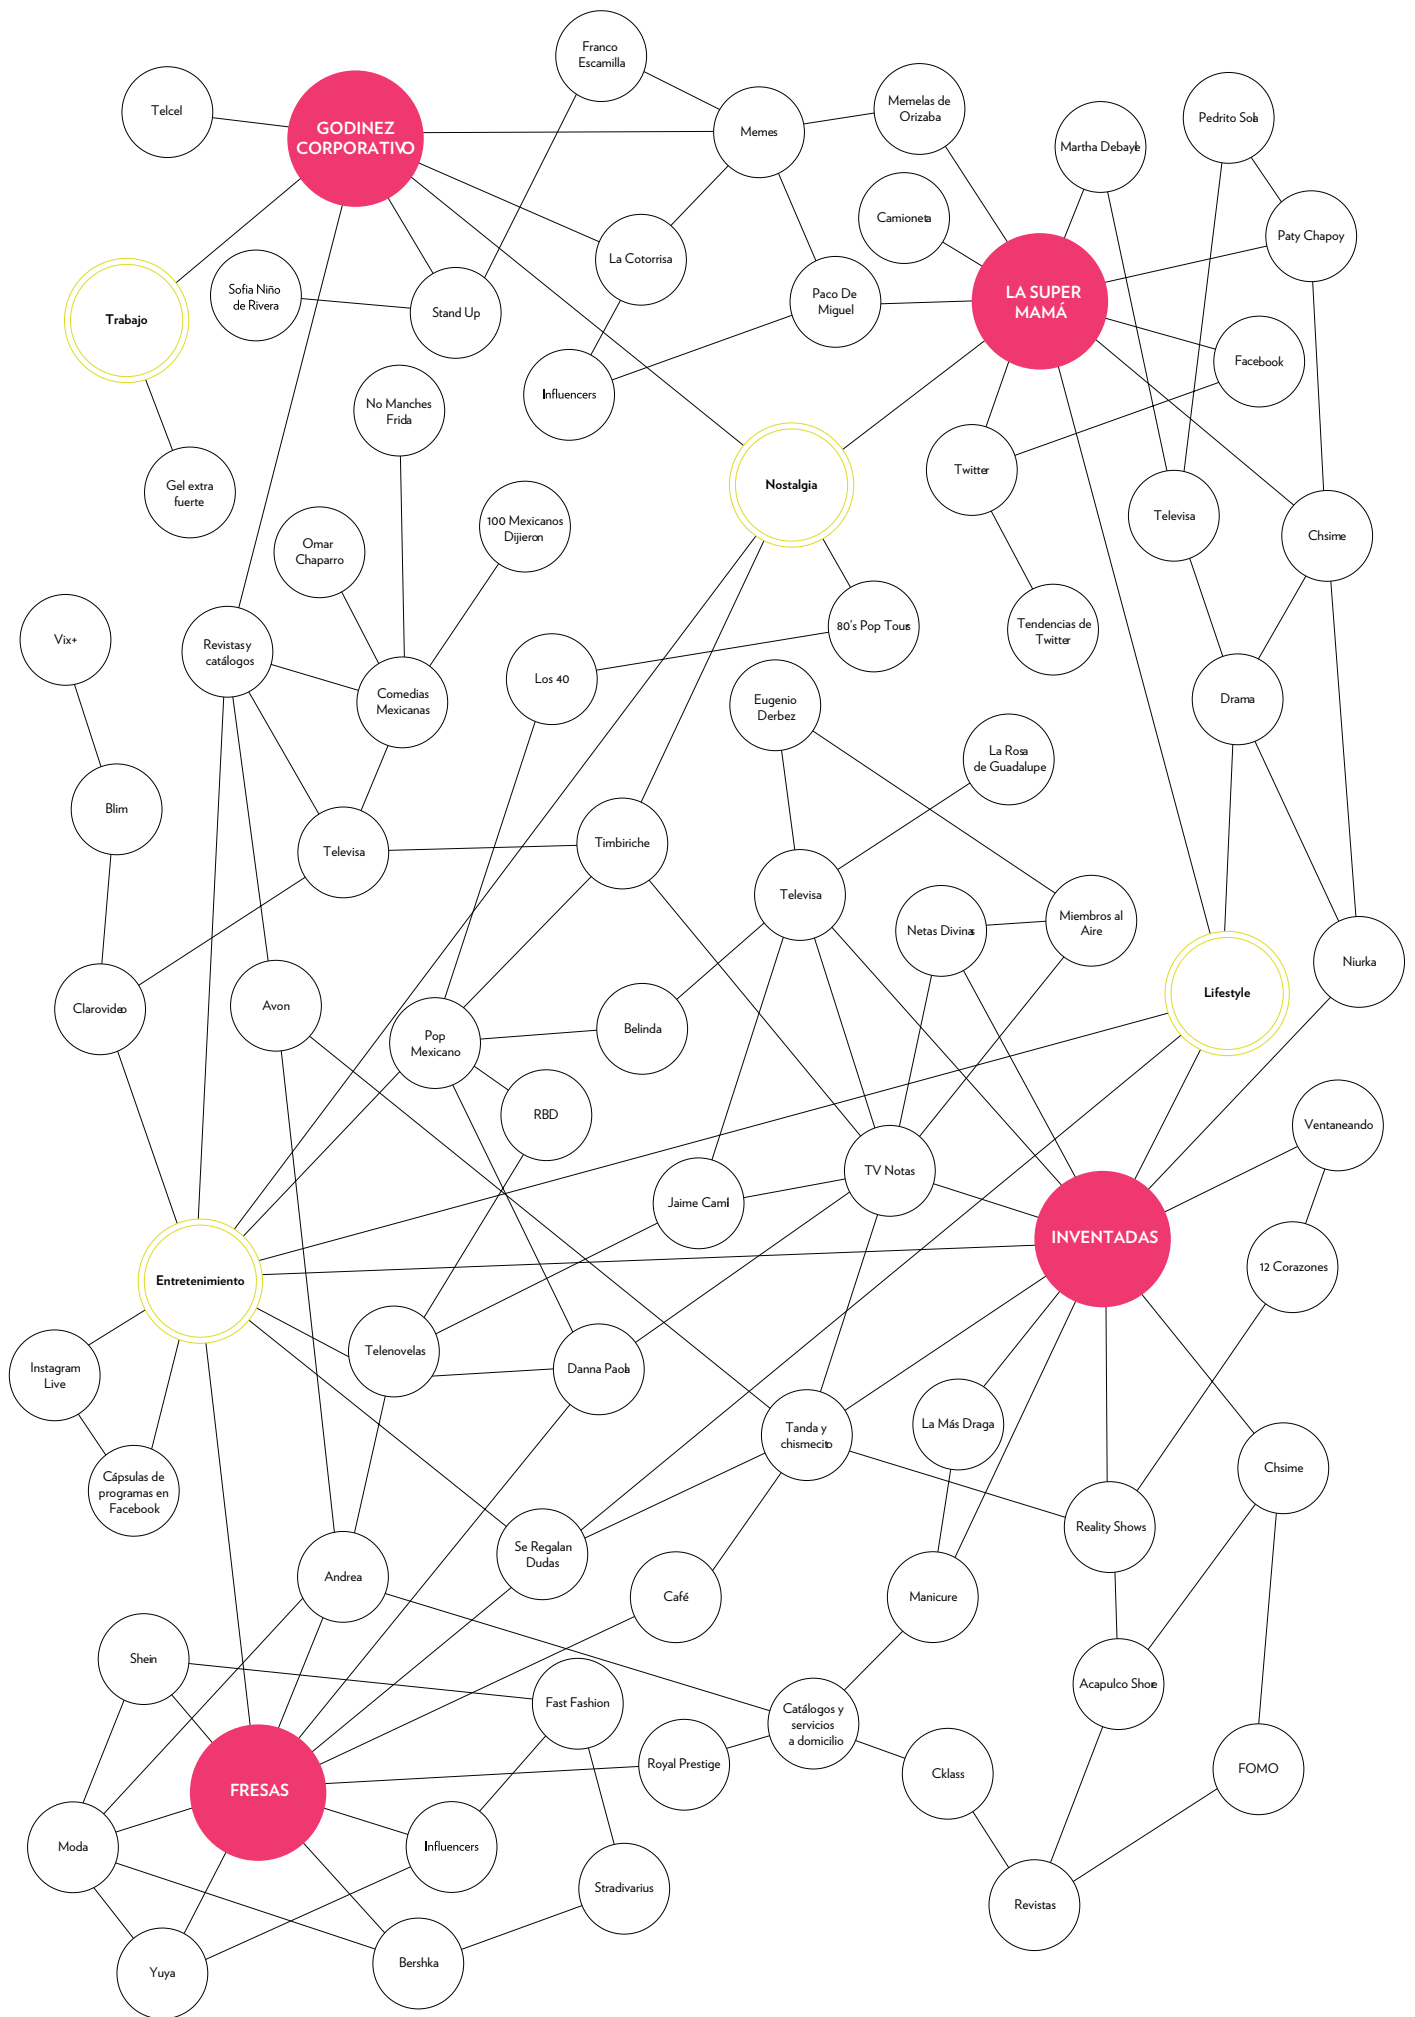 Franco
Escamilla
Telcel
GODINEZ
CORPORATIVO
Memes
Memelas de
Orizaba
Martha Debayle
Pedrito Sola
Camioneta
Paty Chapoy
La Cotorrisa
Sofia Niño
de Rivera
Stand Up
Paco De
Miguel
LA SUPER
MAMÁ
Trabajo
Facebook
Influencers
No Manches
Frida
Twitter
Nostalgia
Gel extra
fuerte
100 Mexicanos
Dijieron
Televisa
Chsime
Omar
Chaparro
Vix+
Revistas y
catálogos
80's Pop Tours
Tendencias de
Twitter
Los 40
Comedias
Mexicanas
Eugenio
Derbez
Drama
La Rosa
de Guadalupe
Blim
Televisa
Timbiriche
Televisa
Netas Divinas
Miembros al
Aire
Niurka
Lifestyle
Clarovideo
Avon
Pop
Mexicano
Belinda
RBD
Ventaneando
TV Notas
Jaime Camil
INVENTADAS
12 Corazones
Entretenimiento
Telenovelas
Instagram
Live
Danna Paola
Tanda y
chismecito
La Más Draga
Chsime
Cápsulas de
programas en
Facebook
Reality Shows
Se Regalan
Dudas
Andrea
Café
Manicure
Shein
Acapulco Shore
Fast Fashion
Catálogos y
servicios
a domicilio
Royal Prestige
Cklass
FOMO
FRESAS
Moda
Influencers
Stradivarius
Revistas
Bershka
Yuya